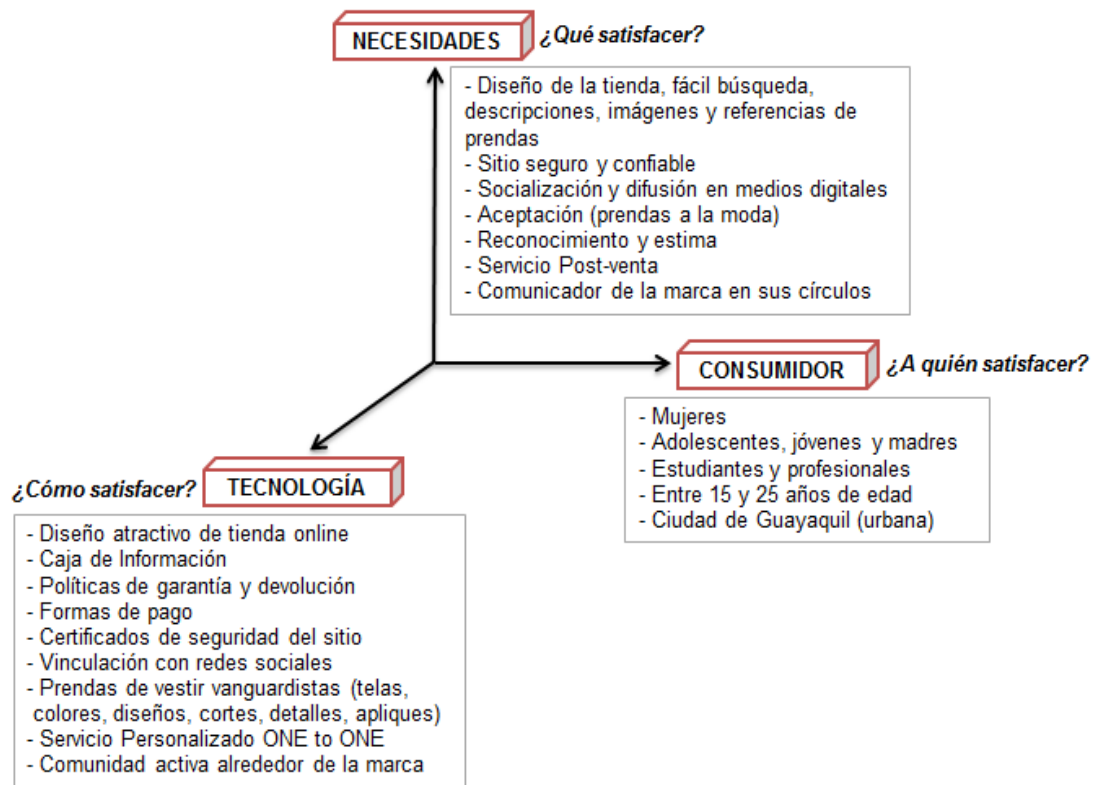 NECESIDADES
¿Qué satisfacer?
- Diseño de la tienda, fácil búsqueda,
descripciones, imágenes y referencias de
prendas
- Sitio seguro y confiable
- Socialización y difusión en medios digitales
- Aceptación (prendas a la moda)
- Reconocimiento y estima
- Servicio Post-venta
- Comunicador de la marca en sus círculos
CONSUMIDOR
¿A quién satisfacer?
- Mujeres
- Adolescentes, jóvenes y madres
- Estudiantes y profesionales
- Entre 15 y 25 años de edad
- Ciudad de Guayaquil (urbana)
¿Cómo satisfacer?
TECNOLOGÍA
- Diseño atractivo de tienda online
- Caja de Información
- Políticas de garantía y devolución
- Formas de pago
- Certificados de seguridad del sitio
- Vinculación con redes sociales
- Prendas de vestir vanguardistas (telas,
colores, diseños, cortes, detalles, apliques)
- Servicio Personalizado ONE to ONE
- Comunidad activa alrededor de la marca